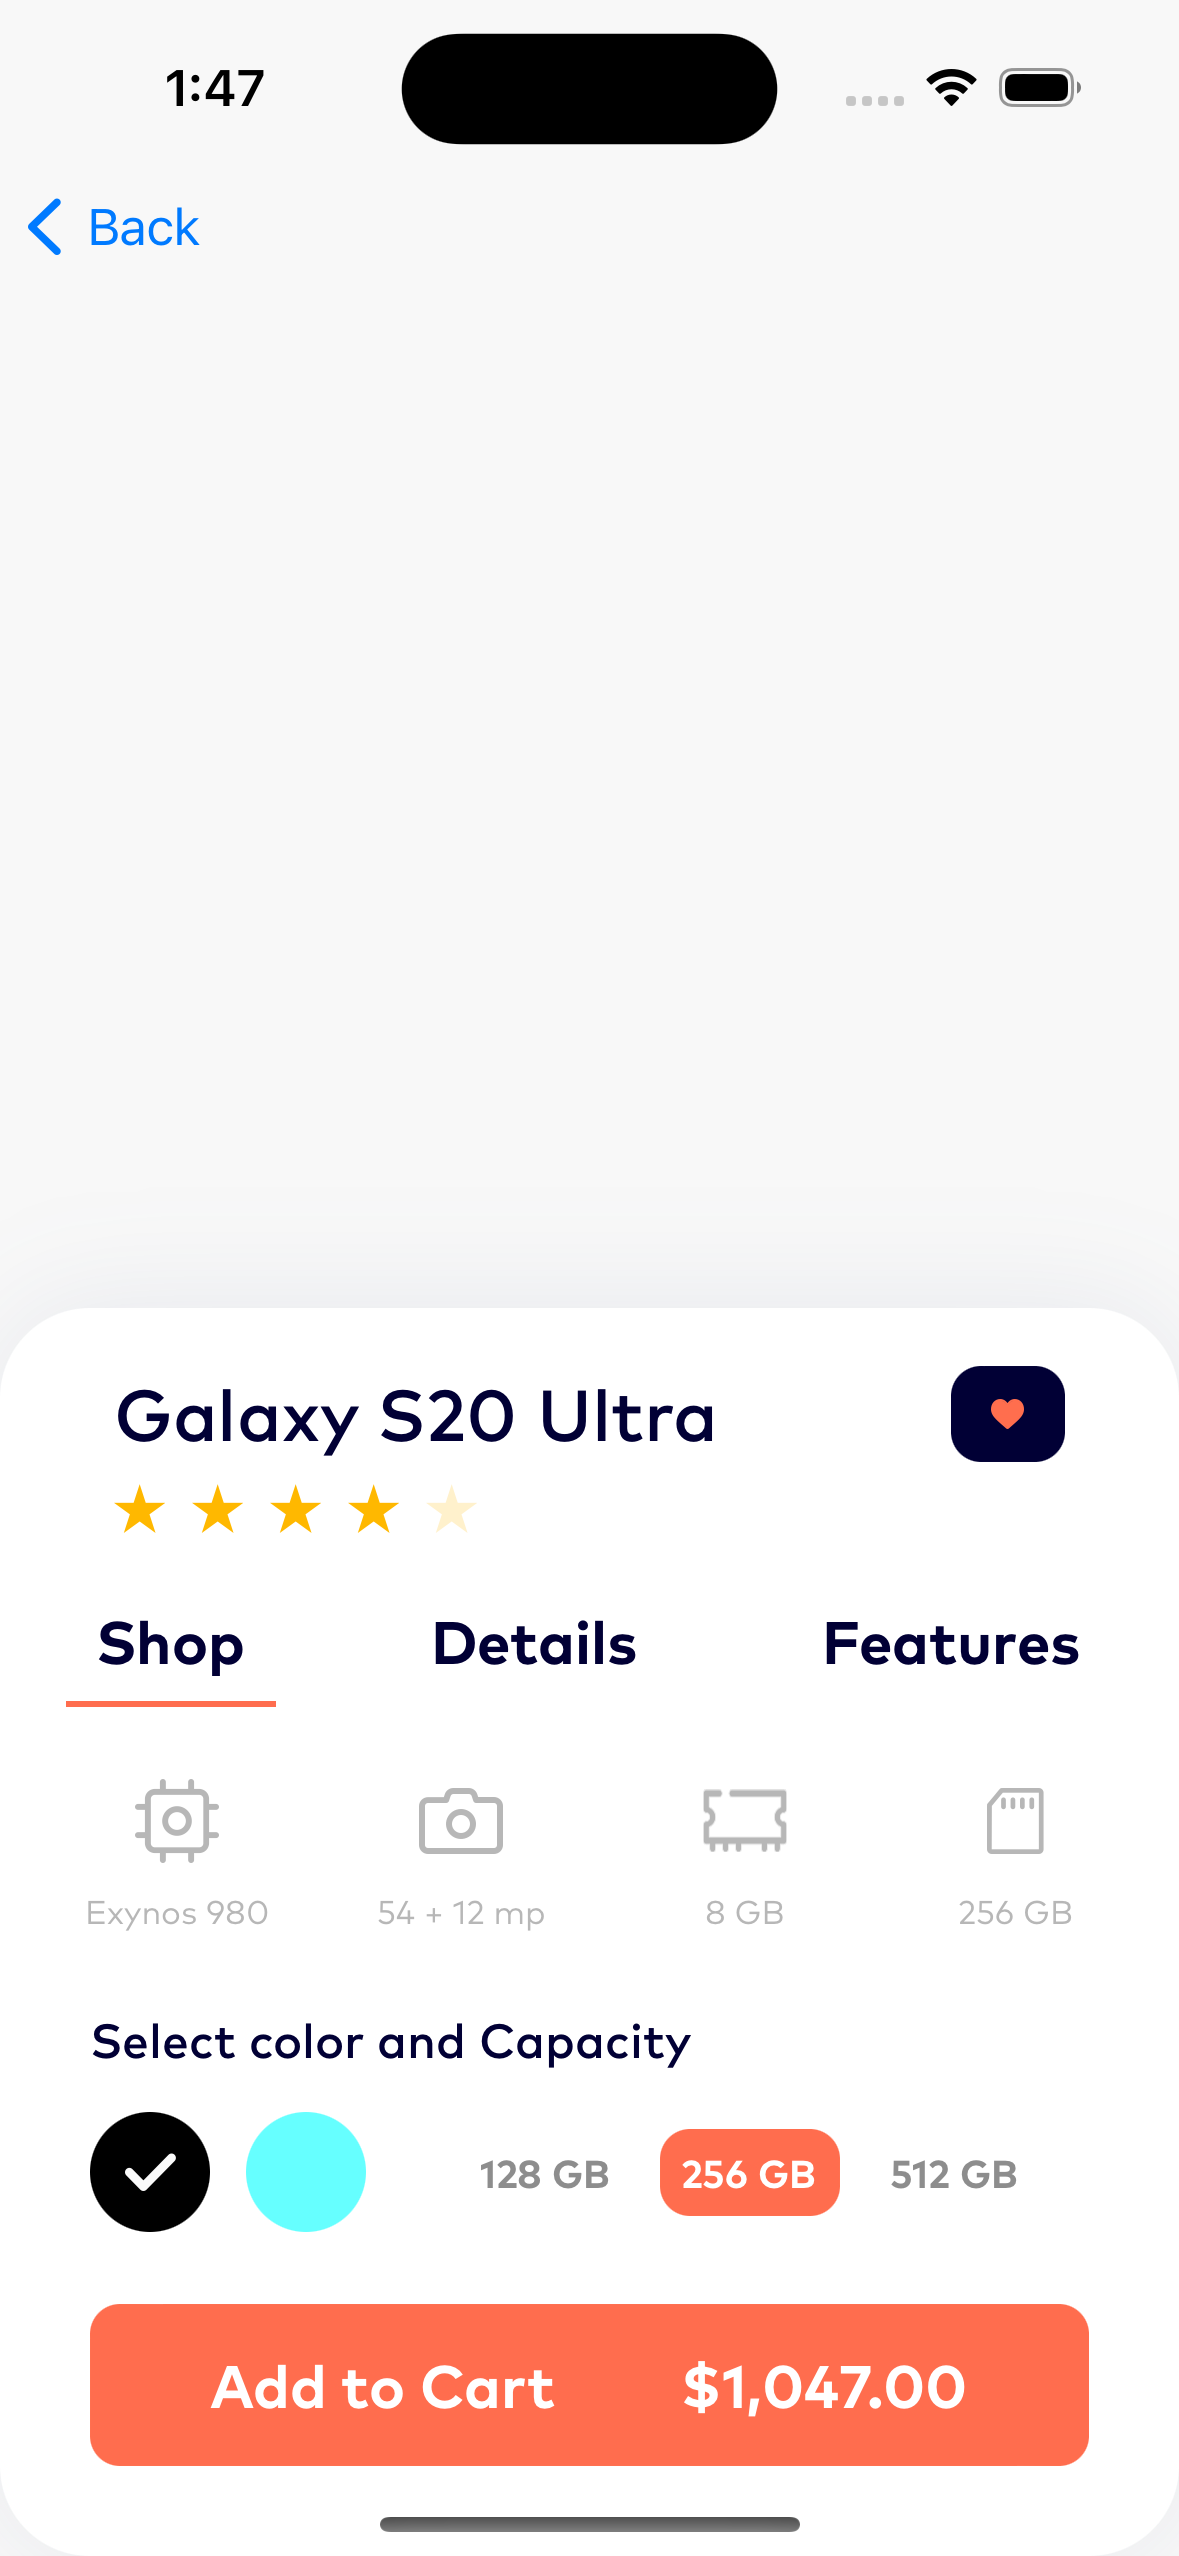 1:47
Back
Galaxy S20 Ultra
Shop Details Features
Exynos 980 54 + 12 mp 8 GB 256 GB
Select color and Capacity
128 GB 256 GB 512 GB
Add to Cart $1,047.00